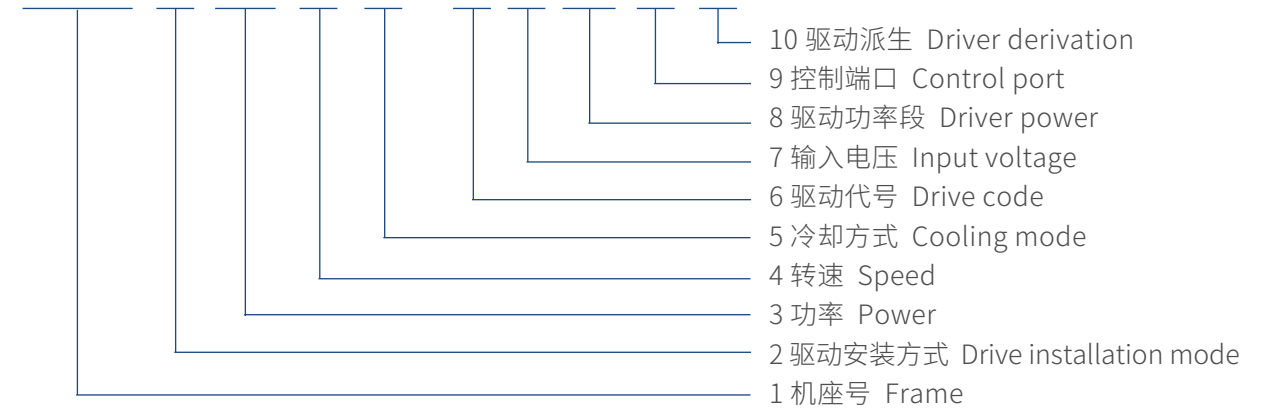 10 驱动派生 Driver derivation
9 控制端口 Control port
8 驱动功率段 Driver power
7 输入电压 Input voltage
6 驱动代号 Drive code
5 冷却方式 Cooling mode
4 转速 Speed
3 功率 Power
2 驱动安装方式 Drive installation mode
1 机座号 Frame